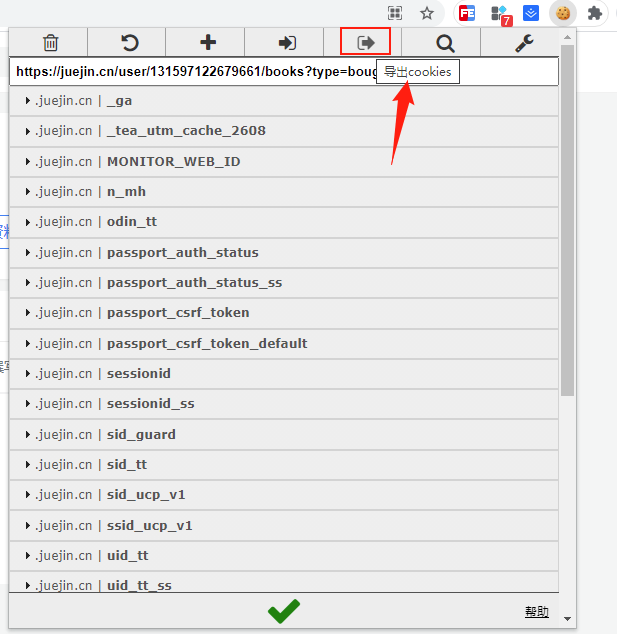 FE
7
https://juejin.cn/user/131597122679661/books?type=boug
导出cookies
.juejin.cn | _ga
.juejin.cn | _tea_utm_cache_2608
.juejin.cn | MONITOR_WEB_ID
.juejin.cn | n_mh
.juejin.cn | odin_tt
.juejin.cn | passport_auth_status
.juejin.cn | passport_auth_status_ss
.juejin.cn | passport_csrf_token
.juejin.cn | passport_csrf_token_default
.juejin.cn | sessionid
.juejin.cn | sessionid_ss
.juejin.cn | sid_guard
.juejin.cn | sid_tt
.juejin.cn | sid_ucp_v1
.juejin.cn | ssid_ucp_v1
.juejin.cn | uid_tt
.juejin.cn | uid_tt_ss
帮助